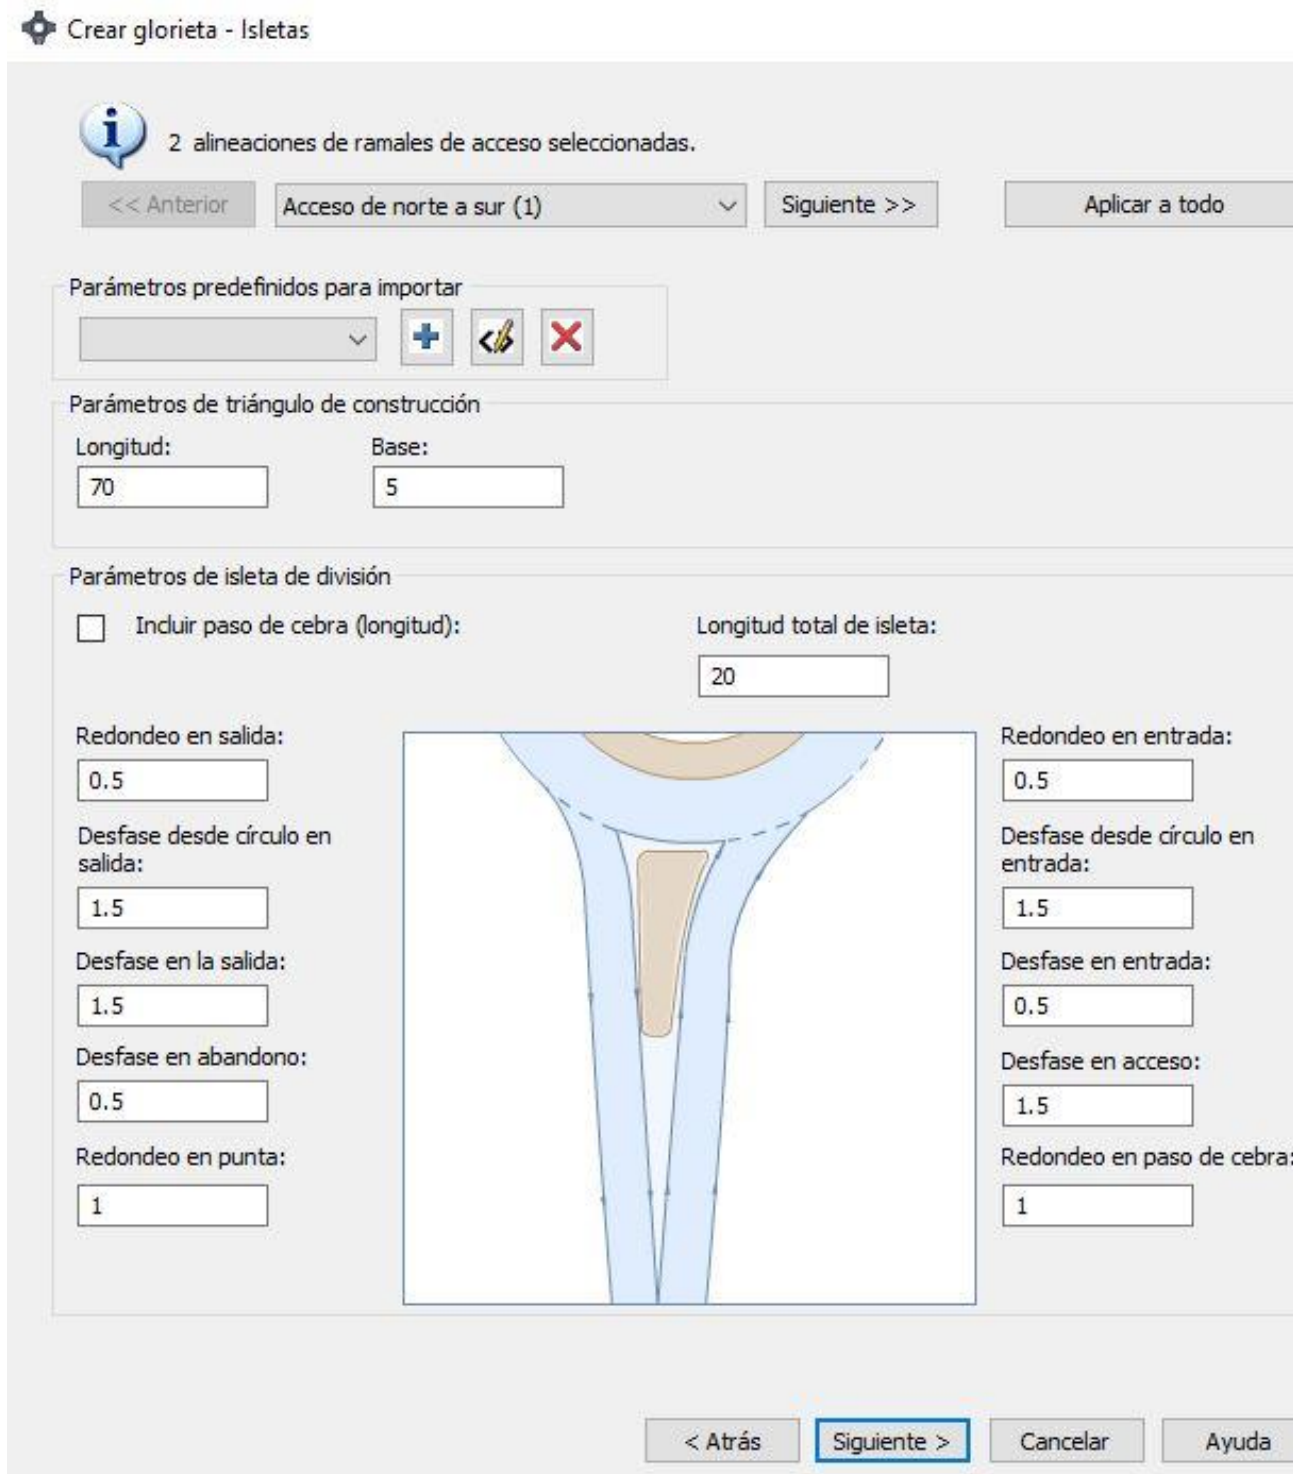 Crear glorieta - Isletas
2 alineaciones de ramales de acceso seleccionadas.
<< Anterior
Acceso de norte a sur (1)
Siguiente >>
Aplicar a todo
Parámetros predefinidos para importar
Parámetros de triángulo de construcción
Longitud:
Base:
70
5
Parámetros de isleta de división
Incluir paso de cebra (longitud):
Longitud total de isleta:
20
Redondeo en salida:
Redondeo en entrada:
0.5
0.5
Desfase desde círculo en
salida:
Desfase desde círculo en
entrada:
1.5
1.5
Desfase en la salida:
Desfase en entrada:
1.5
0.5
Desfase en abandono:
Desfase en acceso:
0.5
1.5
Redondeo en punta:
Redondeo en paso de cebra:
1
1
< Atrás
Siguiente >
Cancelar
Ayuda